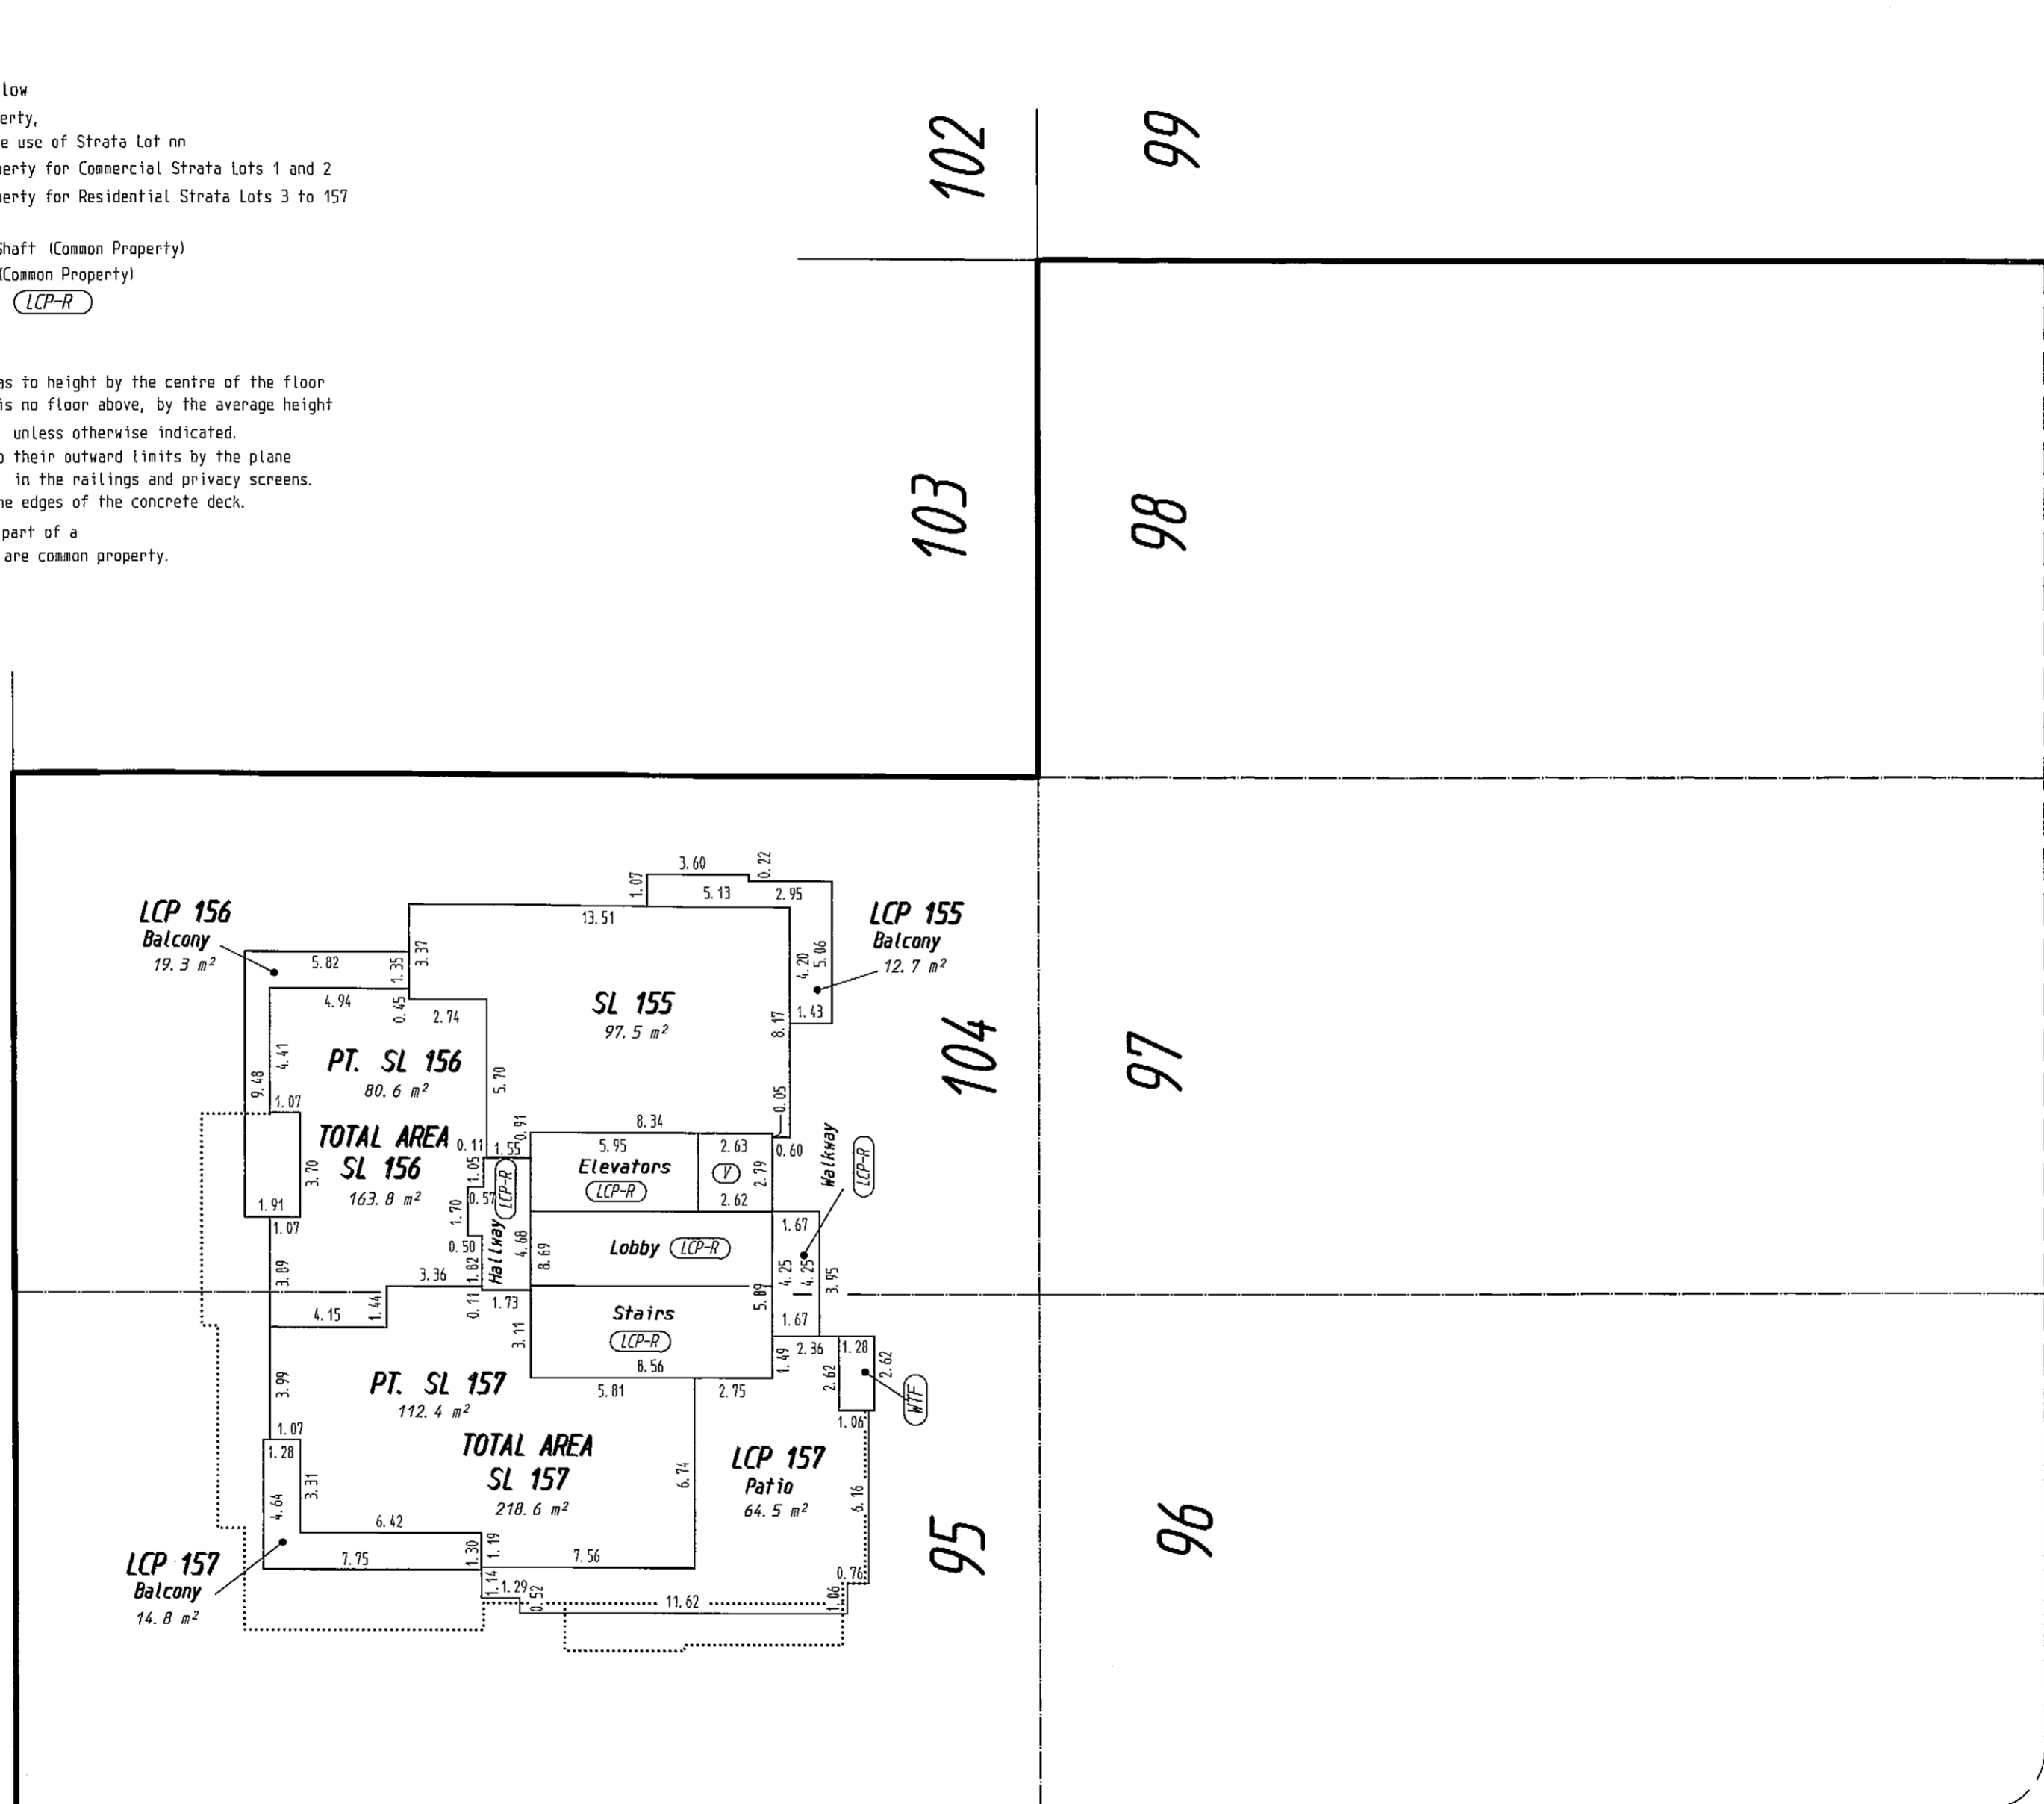 low
erty,
e use of Strata Lot nn
erty for Commercial Strata Lots 1 and 2
erty for Residential Strata Lots 3 to 157
Shaft (Common Property)
(Common Property)
LCP-R
as to height by the centre of the floor
is no floor above, by the average height
unless otherwise indicated.
o their outward limits by the plane
in the railings and privacy screens.
he edges of the concrete deck.
part of a
are common property.
102
99
103
98
3.60
0.22
1.07
5.13
2.95
13.51
LCP 156
Balcony
19.3 m²
LCP 155
Balcony
12.7 m²
5.82
1.35
3.37
4.20
5.06
4.94
0.45
2.74
SL 155
97.5 m²
8.17
1.43
104
97
4.41
9.48
PT. SL 156
80.6 m²
5.70
1.07
0.05
TOTAL AREA
SL 156
163.8 m²
0.91
8.34
0.11
1.55
5.95
2.63
0.60
Elevators
LCP-R
V
2.79
2.62
Walkway
LCP-R
3.70
1.05
0.57
LCP-R
1.91
1.07
1.70
0.50
Hallway
4.68
8.69
Lobby
LCP-R
1.67
4.25
4.25
3.95
3.89
3.36
1.82
4.15
1.44
0.11
1.73
5.89
Stairs
LCP-R
1.67
3.11
8.56
1.49
2.36
1.28
2.62
2.62
WTF
3.99
PT. SL 157
112.4 m²
5.81
2.75
1.06
1.07
1.28
3.31
4.64
TOTAL AREA
SL 157
218.6 m²
6.74
LCP 157
Patio
64.5 m²
6.16
95
96
6.42
1.30
1.19
7.75
7.56
LCP 157
Balcony
14.8 m²
1.14
1.29
0.52
11.62
0.76
1.06